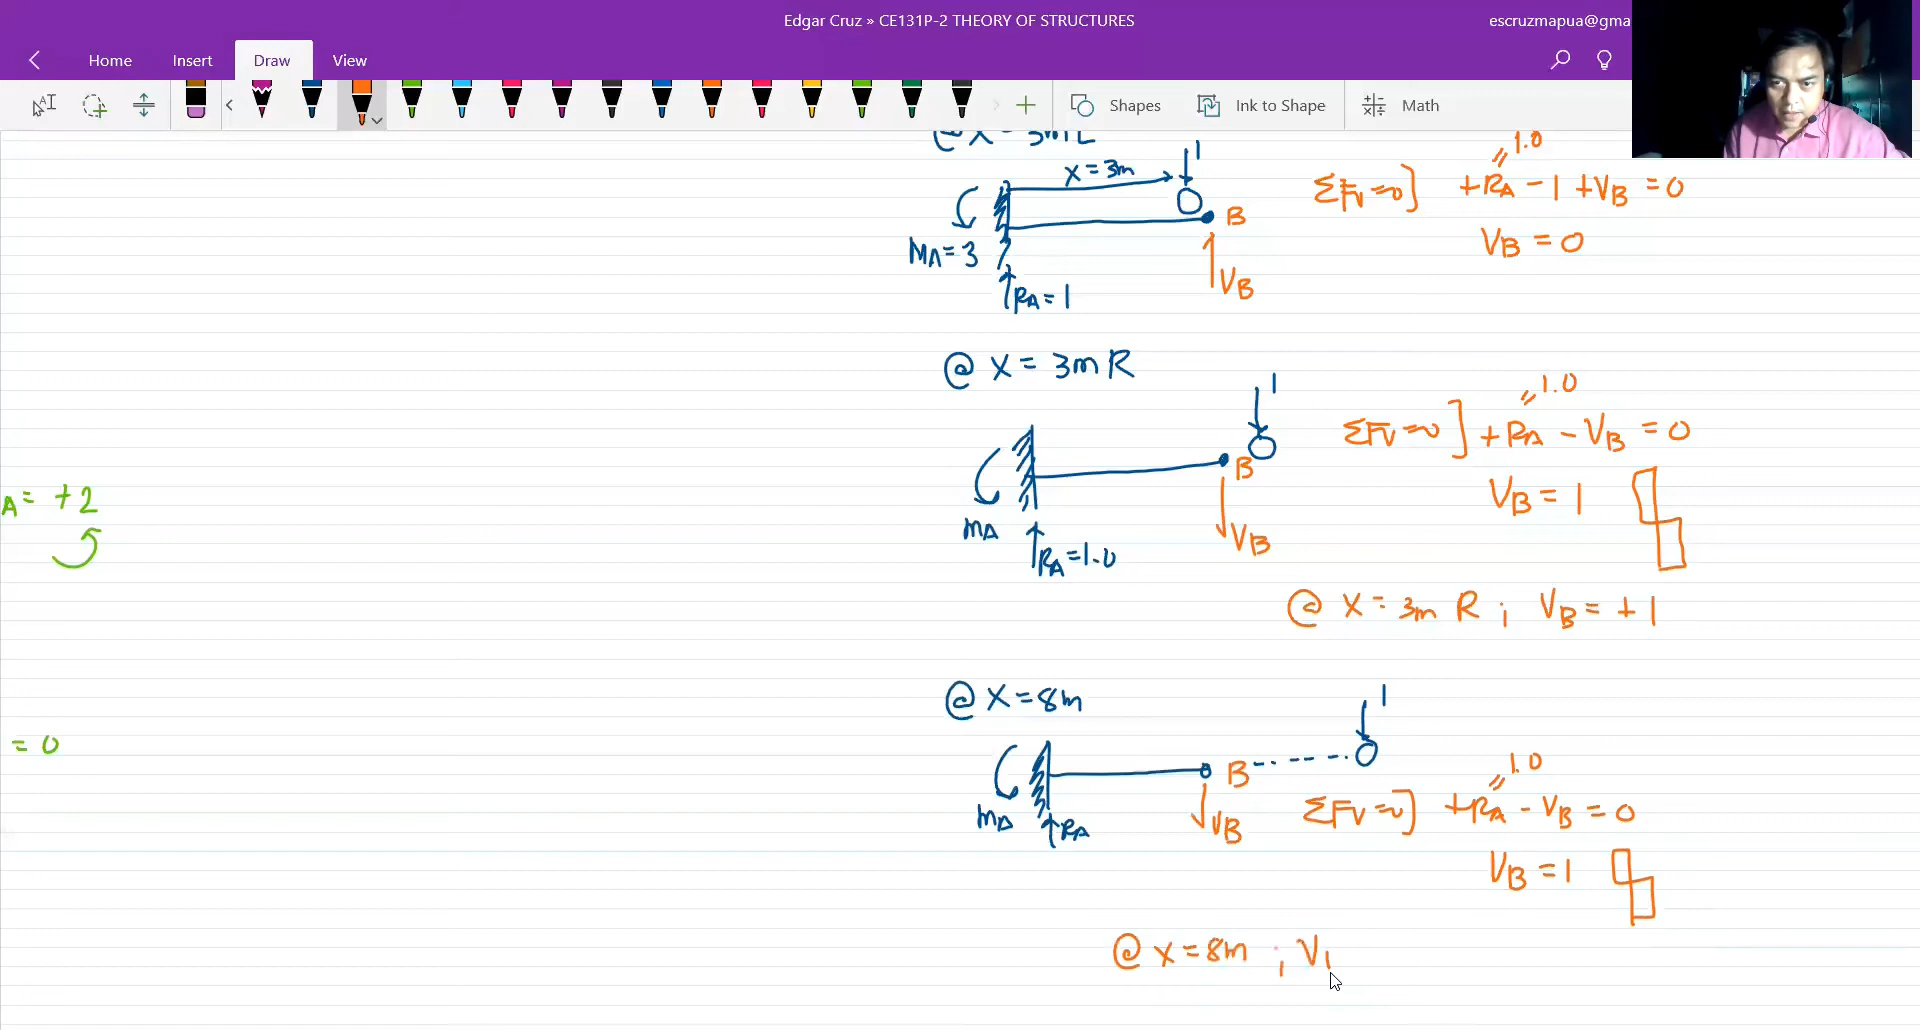 Edgar Cruz » CE131P-2 THEORY OF STRUCTURES
escruzmapua@gma
Home Insert Draw View
Shapes Ink to Shape Math
@ X = 3m L
X = 3m
1
B
MA = 3
RA = 1
VB
1.0
ΣFV =0] +RA - 1 + VB = 0
VB = 0
@ X = 3m R
1
B
MA
RA = 1.0
VB
1.0
ΣFV =0] +RA - VB = 0
VB = 1
@ X = 3m R ; VB = +1
A = +2
= 0
@ X = 8m
1
B
MA
RA
VB
1.0
ΣFV =0] +RA - VB = 0
VB = 1
@ X = 8m ; V